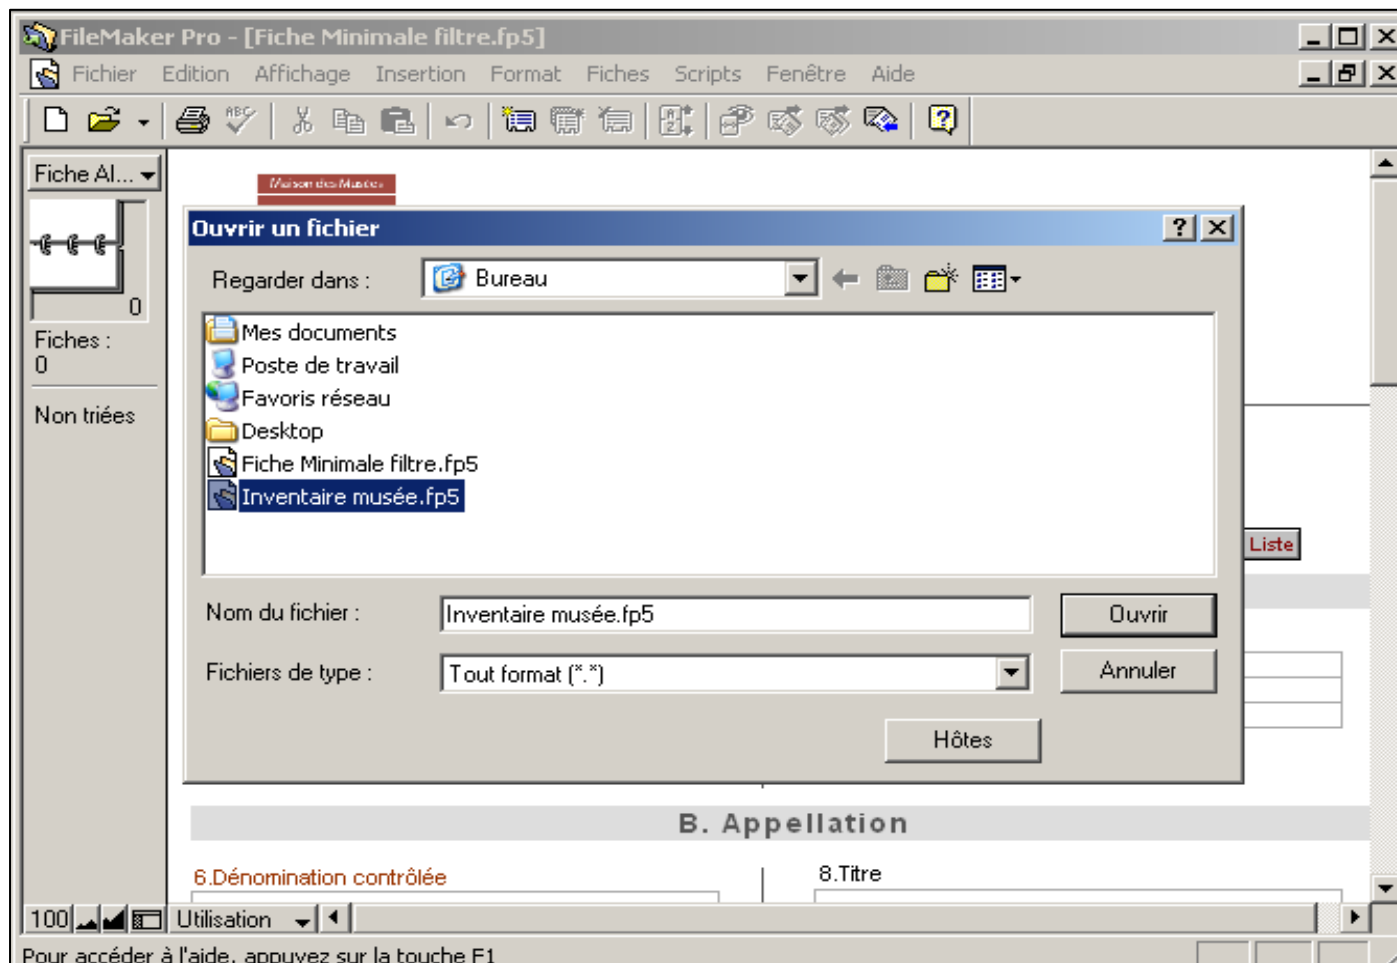 FileMaker Pro - [Fiche Minimale filtre.fp5]
Fichier Edition Affichage Insertion Format Fiches Scripts Fenêtre Aide
Fiche Al...
Maison des Musées
0
Fiches :
0
Non triées
Ouvrir un fichier
Regarder dans : Bureau
Mes documents
Poste de travail
Favoris réseau
Desktop
Fiche Minimale filtre.fp5
Inventaire musée.fp5
Liste
Nom du fichier : Inventaire musée.fp5 Ouvrir
Fichiers de type : Tout format (*.*) Annuler
Hôtes
B. Appellation
6.Dénomination contrôlée 8.Titre
100 Utilisation
Pour accéder à l'aide, appuyez sur la touche F1